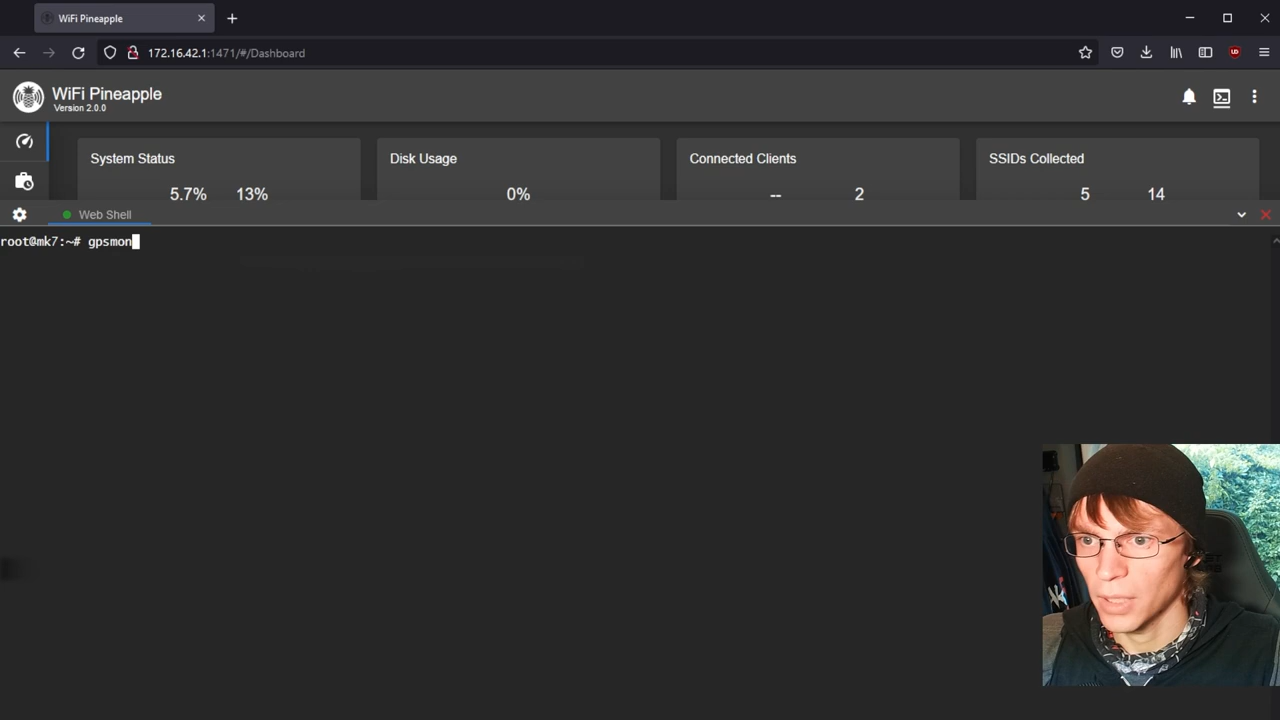 WiFi Pineapple
172.16.42.1:1471/#/Dashboard
WiFi Pineapple
Version 2.0.0
System Status
5.7% 13%
Disk Usage
0%
Connected Clients
-- 2
SSIDs Collected
5 14
Web Shell
root@mk7:~# gpsmon